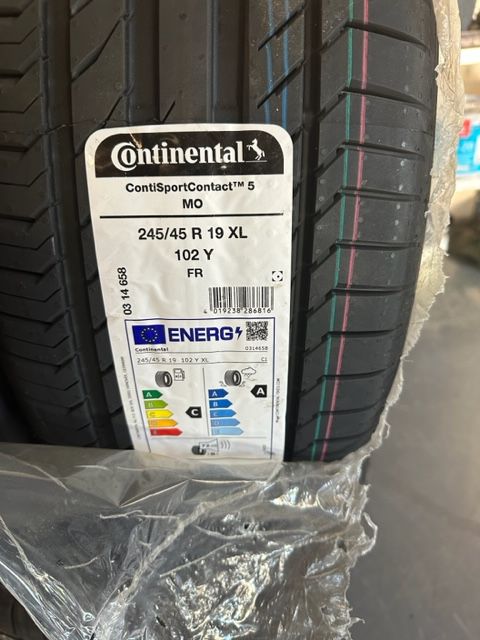 Continental
ContiSportContact™ 5
MO
245/45 R 19 XL
102 Y
FR
03 14 658
4 019238 286816
ENERG
Continental
0314658
245/45 R 19 102 Y XL
C1
A
B
C
D
E
C
A
B
C
D
E
A